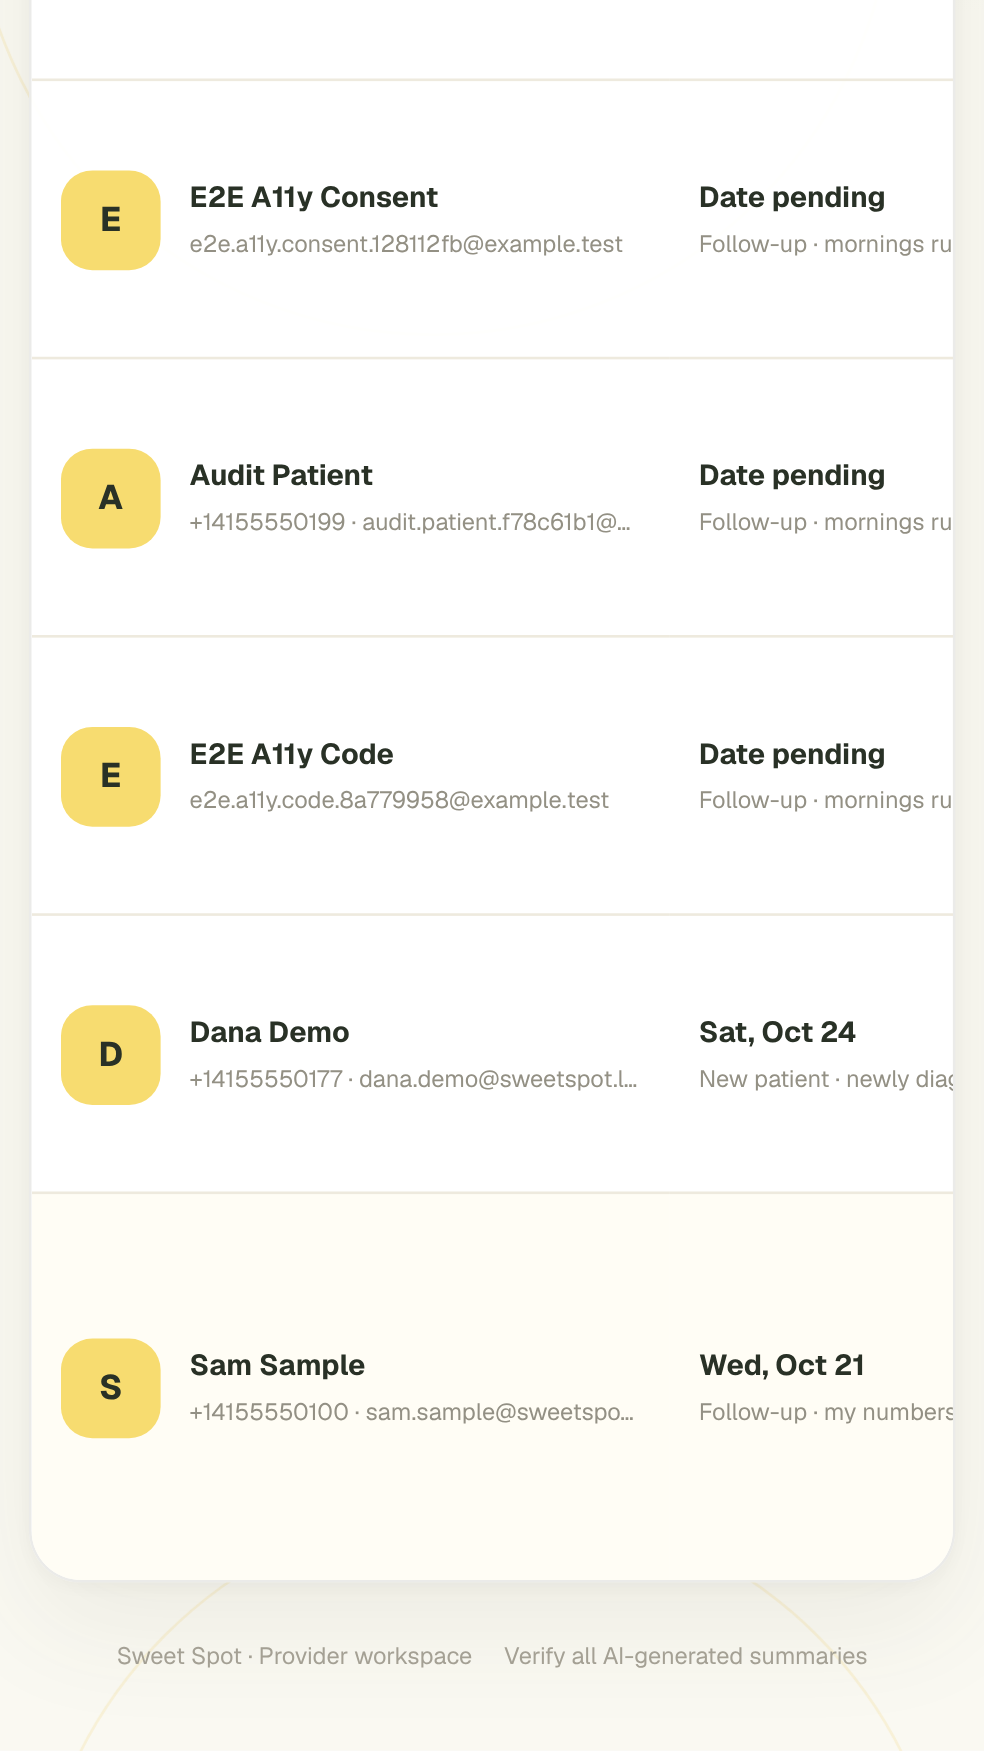 E
E2E A11y Consent
e2e.a11y.consent.128112fb@example.test
Date pending
Follow-up · mornings ru
A
Audit Patient
+14155550199 · audit.patient.f78c61b1@…
Date pending
Follow-up · mornings ru
E
E2E A11y Code
e2e.a11y.code.8a779958@example.test
Date pending
Follow-up · mornings ru
D
Dana Demo
+14155550177 · dana.demo@sweetspot.l…
Sat, Oct 24
New patient · newly diag
S
Sam Sample
+14155550100 · sam.sample@sweetspo…
Wed, Oct 21
Follow-up · my numbers
Sweet Spot · Provider workspace
Verify all AI-generated summaries